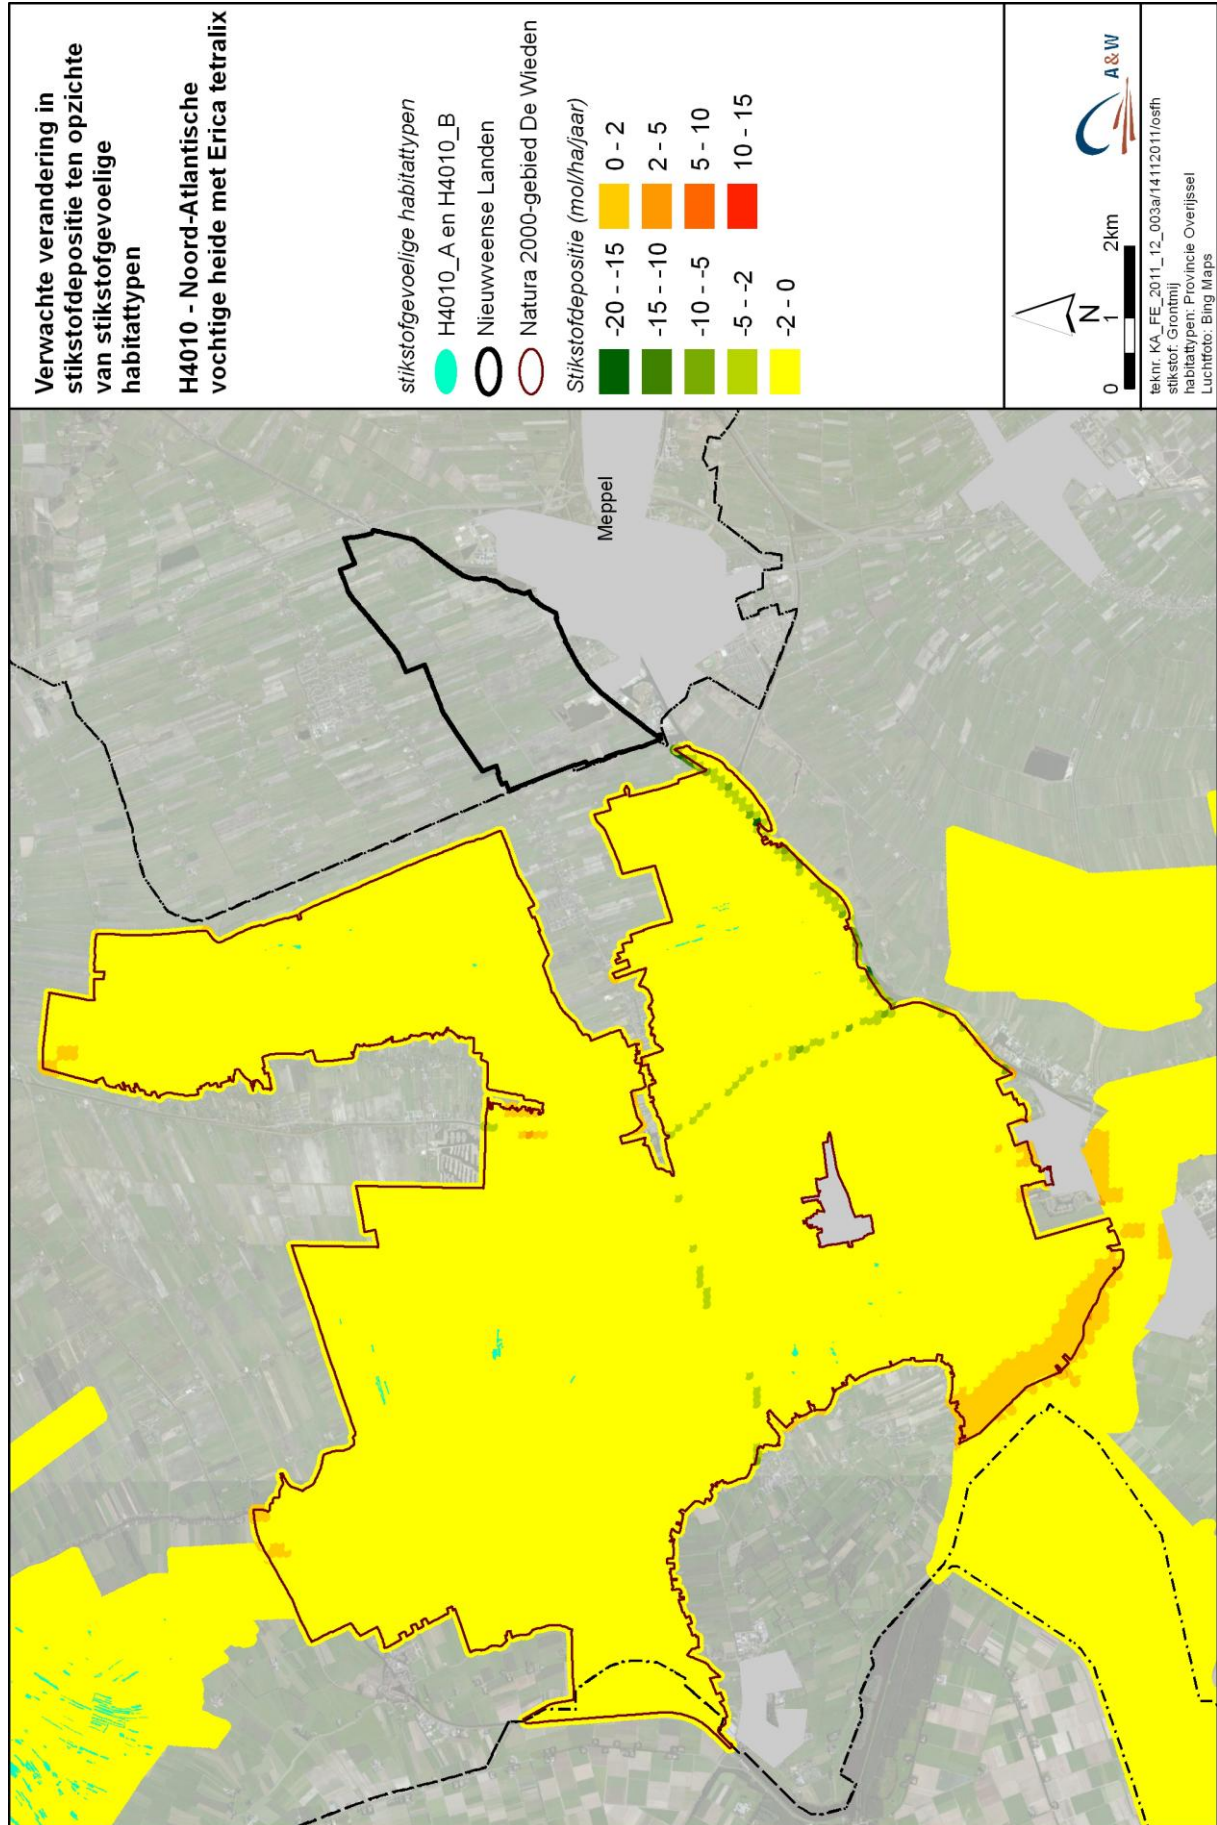 Verwachte verandering in
stikstofdepositie ten opzichte
van stikstofgevoelige
habitattypen
H4010 - Noord-Atlantische
vochtige heide met Erica tetralix
stikstofgevoelige habitattypen
H4010_A en H4010_B
Nieuwveense Landen
Natura 2000-gebied De Wieden
Stikstofdepositie (mol/ha/jaar)
-20 - -15
-15 - -10
-10 - -5
-5 - -2
-2 - 0
0 - 2
2 - 5
5 - 10
10 - 15
N
0 1 2km
A&W
teknr. KA_FE_2011_12_003a/14112011/osfh
stikstof: Grontmij
habitattypen: Provincie Overijssel
Luchtfoto: Bing Maps
Meppel